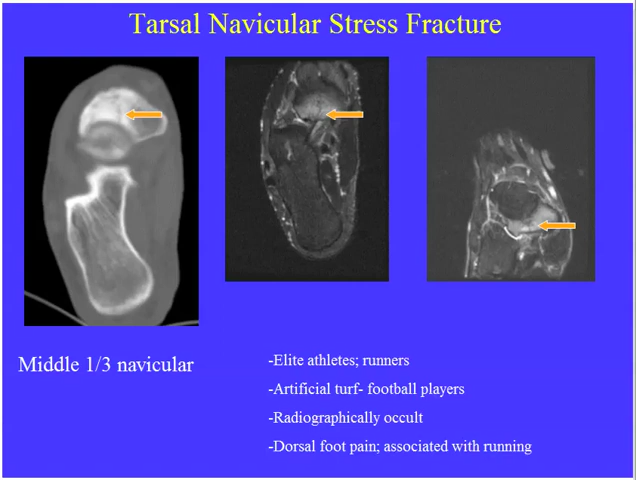 Tarsal Navicular Stress Fracture
Middle 1/3 navicular
-Elite athletes; runners
-Artificial turf- football players
-Radiographically occult
-Dorsal foot pain; associated with running